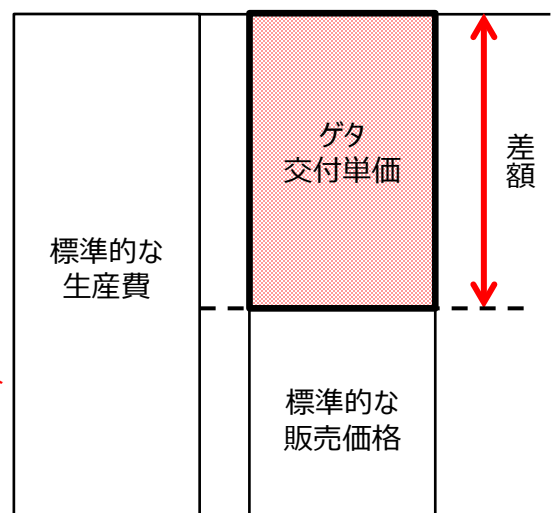 標準的な
生産費
ゲタ
交付単価
差額
標準的な
販売価格